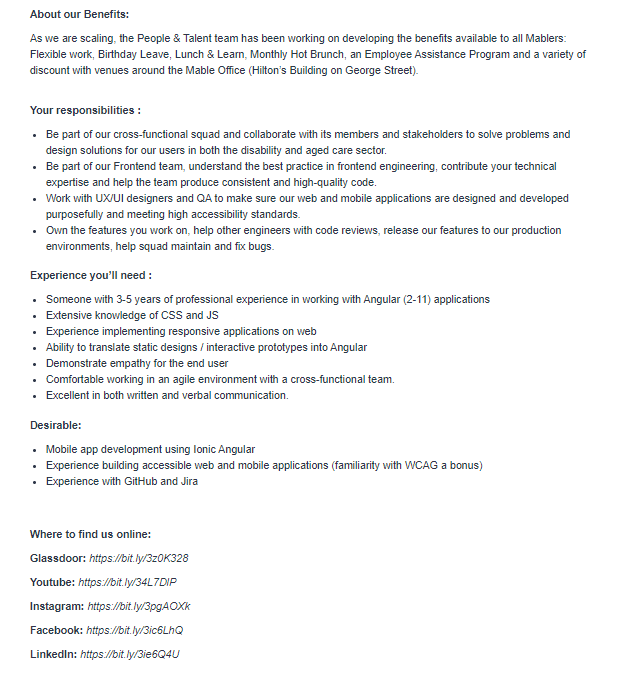 About our Benefits:
As we are scaling, the People & Talent team has been working on developing the benefits available to all Mablers:
Flexible work, Birthday Leave, Lunch & Learn, Monthly Hot Brunch, an Employee Assistance Program and a variety of
discount with venues around the Mable Office (Hilton's Building on George Street).
Your responsibilities :
• Be part of our cross-functional squad and collaborate with its members and stakeholders to solve problems and
design solutions for our users in both the disability and aged care sector.
• Be part of our Frontend team, understand the best practice in frontend engineering, contribute your technical
expertise and help the team produce consistent and high-quality code.
• Work with UX/UI designers and QA to make sure our web and mobile applications are designed and developed
purposefully and meeting high accessibility standards.
• Own the features you work on, help other engineers with code reviews, release our features to our production
environments, help squad maintain and fix bugs.
Experience you'll need :
• Someone with 3-5 years of professional experience in working with Angular (2-11) applications
• Extensive knowledge of CSS and JS
• Experience implementing responsive applications on web
• Ability to translate static designs / interactive prototypes into Angular
• Demonstrate empathy for the end user
• Comfortable working in an agile environment with a cross-functional team.
• Excellent in both written and verbal communication.
Desirable:
• Mobile app development using Ionic Angular
• Experience building accessible web and mobile applications (familiarity with WCAG a bonus)
• Experience with GitHub and Jira
Where to find us online:
Glassdoor: https://bit.ly/3z0K328
Youtube: https://bit.ly/34L7DIP
Instagram: https://bit.ly/3pgAOXk
Facebook: https://bit.ly/3ic6LhQ
LinkedIn: https://bit.ly/3ie6Q4U